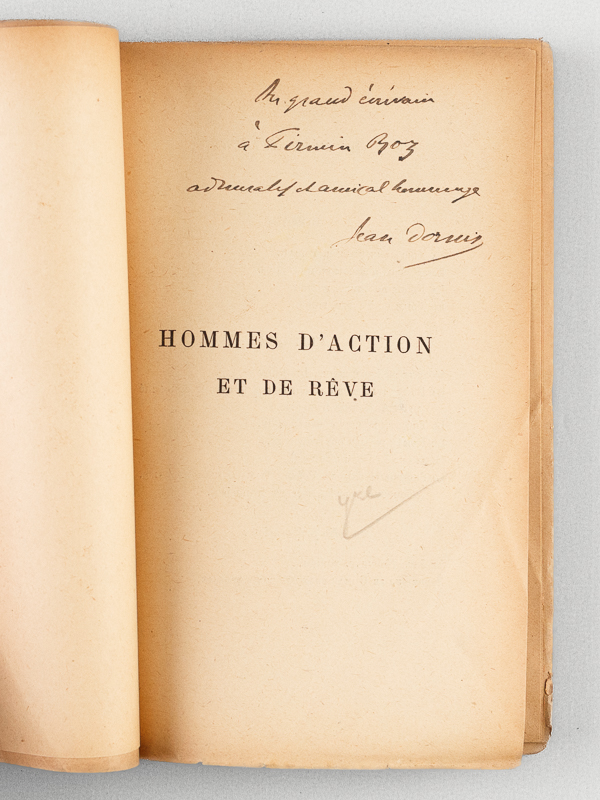 Au grand écrivain
à Firmin Roz
admiratif et amical hommage
Jean Dornis
HOMMES D'ACTION
ET DE RÊVE